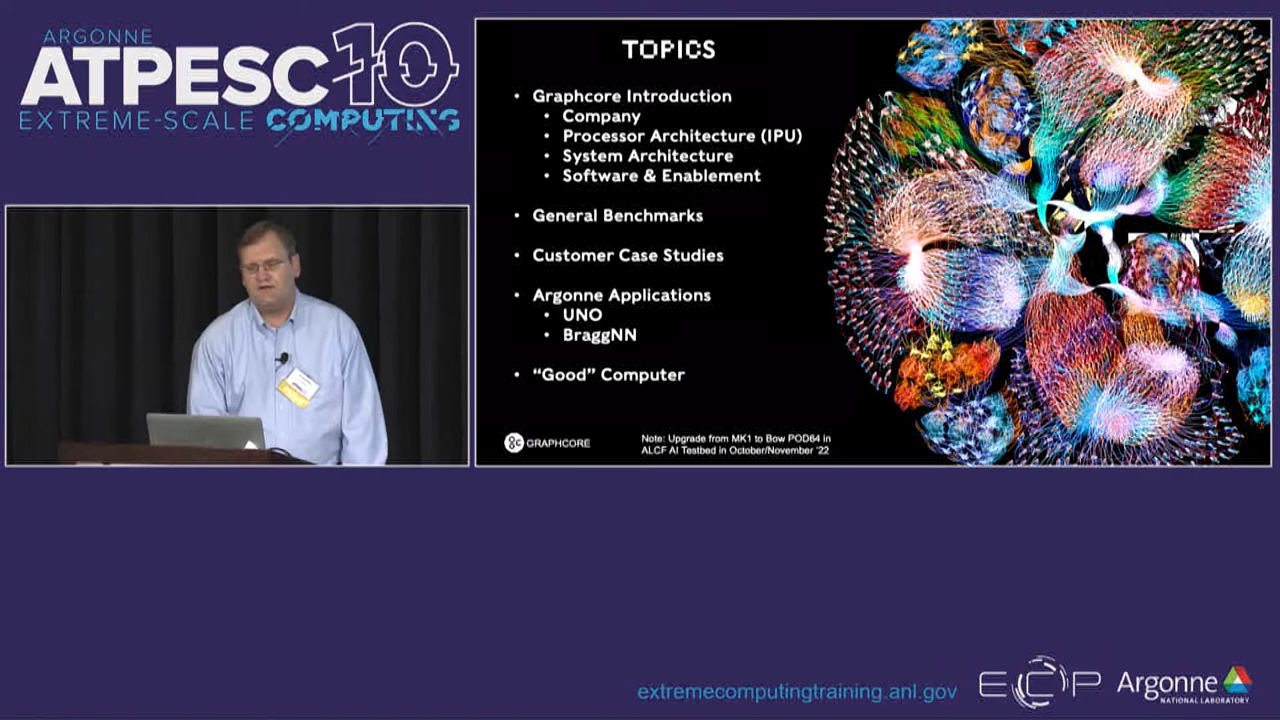 ARGONNE
ATPESC10
EXTREME-SCALE COMPUTING
TOPICS
• Graphcore Introduction
• Company
• Processor Architecture (IPU)
• System Architecture
• Software & Enablement
• General Benchmarks
• Customer Case Studies
• Argonne Applications
• UNO
• BraggNN
• “Good” Computer
GRAPHCORE
Note: Upgrade from MK1 to Bow POD64 in
ALCF AI Testbed in October/November '22
extremecomputingtraining.anl.gov
ECP
Argonne
NATIONAL LABORATORY